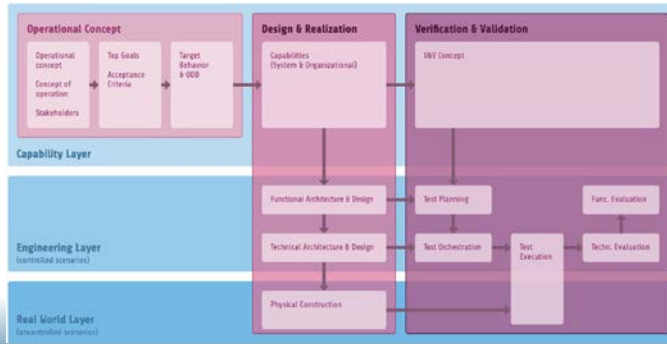 Operational Concept
Operational
concept
Concept of
operation
Stakeholders
Top Goals
Acceptance
Criteria
Target
Behavior
& ODD
Design & Realization
Capabilities
(System & Organizational)
Verification & Validation
V&V Concept
Capability Layer
Functional Architecture & Design
Test Planning
Func. Evaluation
Engineering Layer
(controlled scenarios)
Technical Architecture & Design
Test Orchestration
Test
Execution
Techn. Evaluation
Real World Layer
(uncontrolled scenarios)
Physical Construction